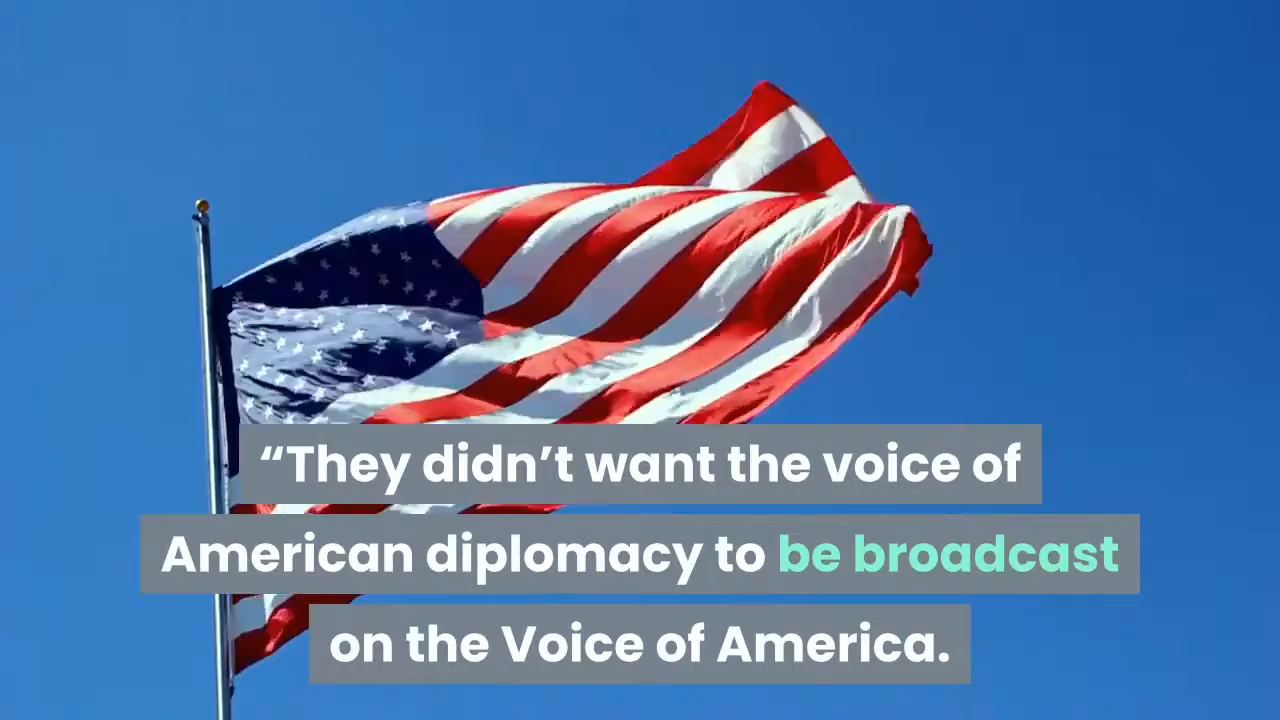 “They didn’t want the voice of
American diplomacy to be broadcast
on the Voice of America.